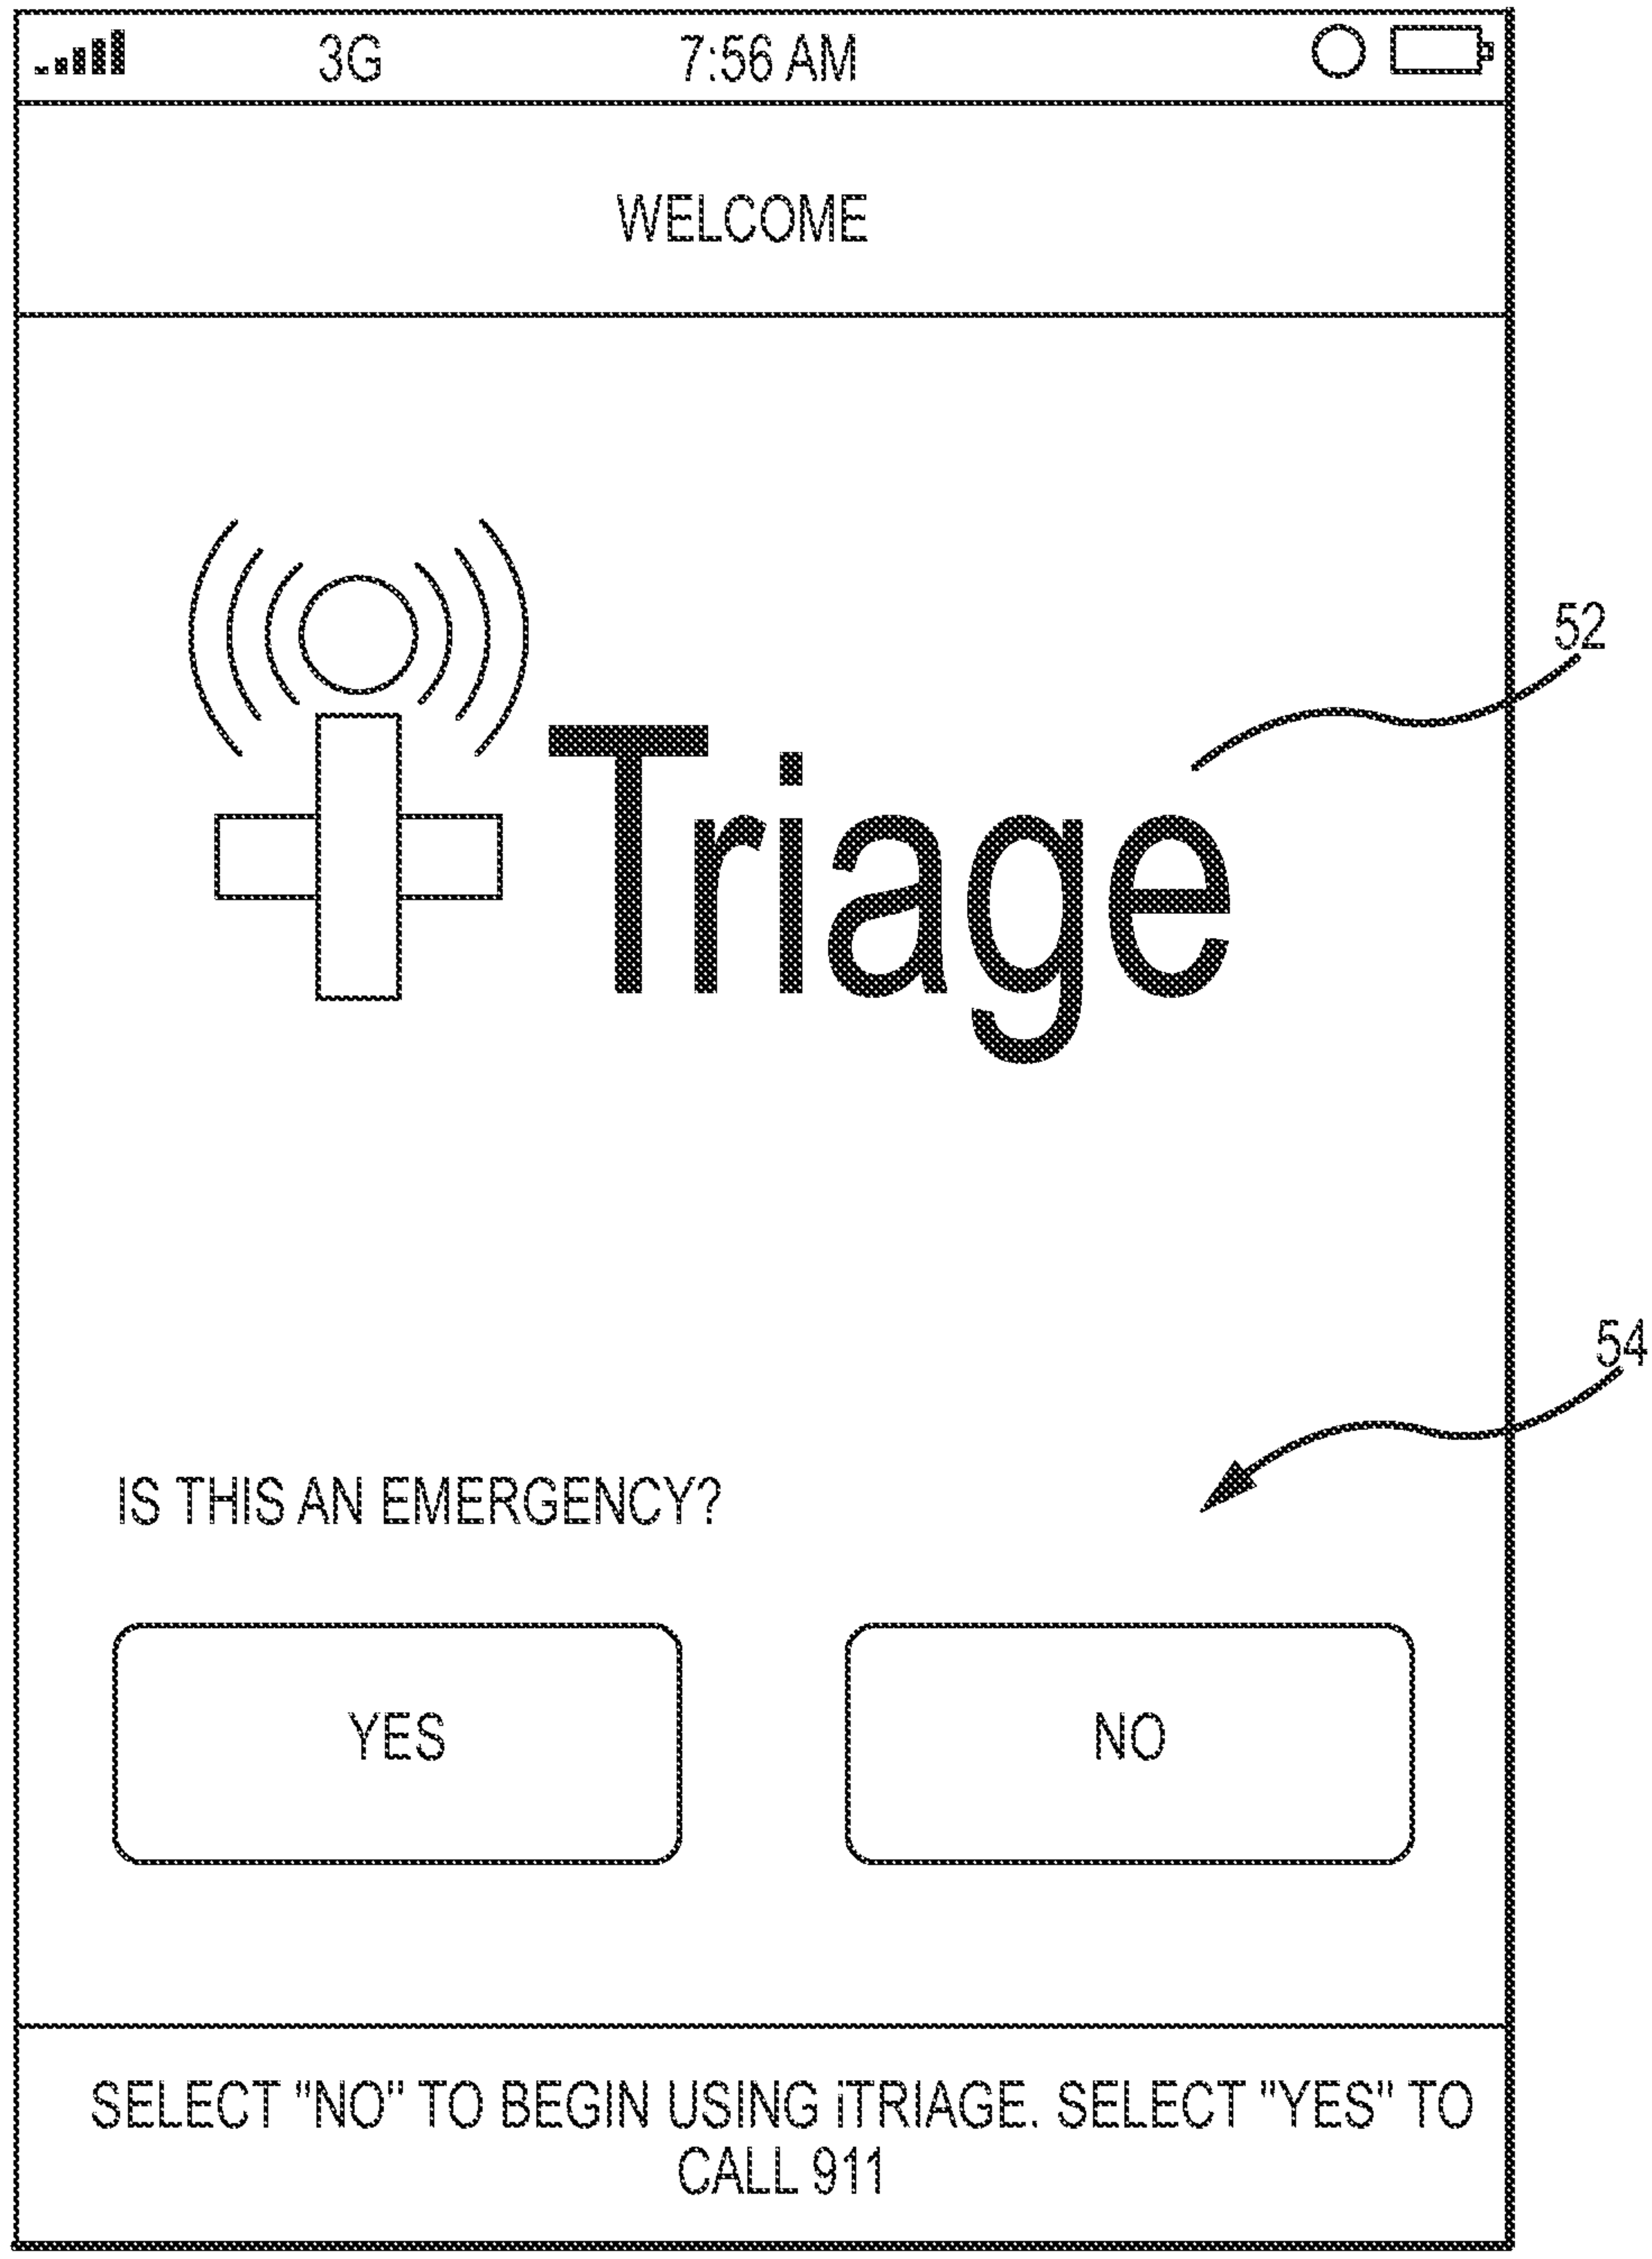 3G 7:56 AM
WELCOME
52
Triage
54
IS THIS AN EMERGENCY?
YES NO
SELECT "NO" TO BEGIN USING iTRIAGE. SELECT "YES" TO
CALL 911